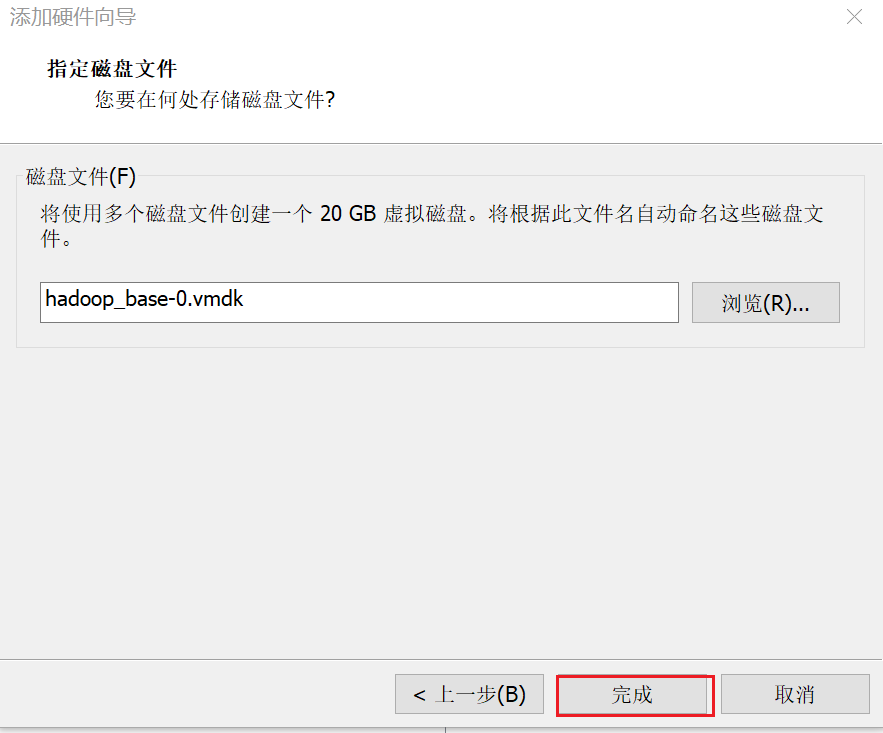 添加硬件向导
指定磁盘文件
您要在何处存储磁盘文件?
磁盘文件(F)
将使用多个磁盘文件创建一个 20 GB 虚拟磁盘。将根据此文件名自动命名这些磁盘文
件。
hadoop_base-0.vmdk
浏览(R)...
< 上一步(B)
完成
取消